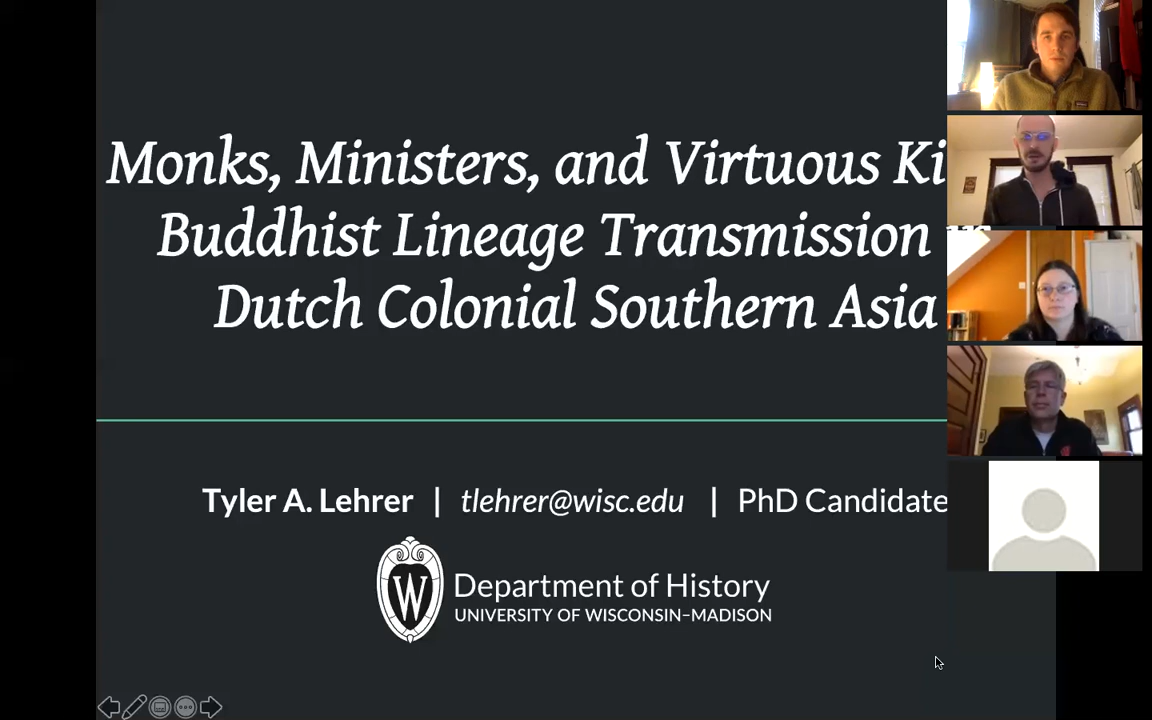 Monks, Ministers, and Virtuous Ki
Buddhist Lineage Transmission
Dutch Colonial Southern Asia
Tyler A. Lehrer | tlehrer@wisc.edu | PhD Candidate
W
Department of History
UNIVERSITY OF WISCONSIN–MADISON